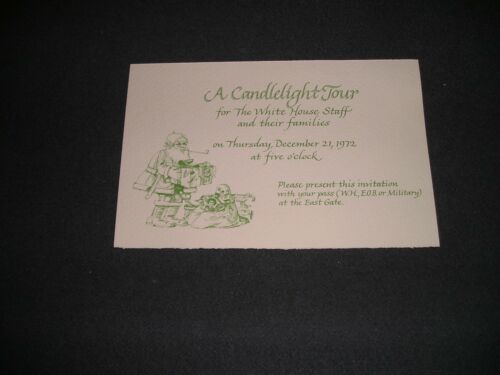 A Candlelight Tour
for The White House Staff
and their families
on Thursday, December 21, 1972
at five o'clock
Please present this invitation
with your pass (W.H., E.O.B. or Military)
at the East Gate.